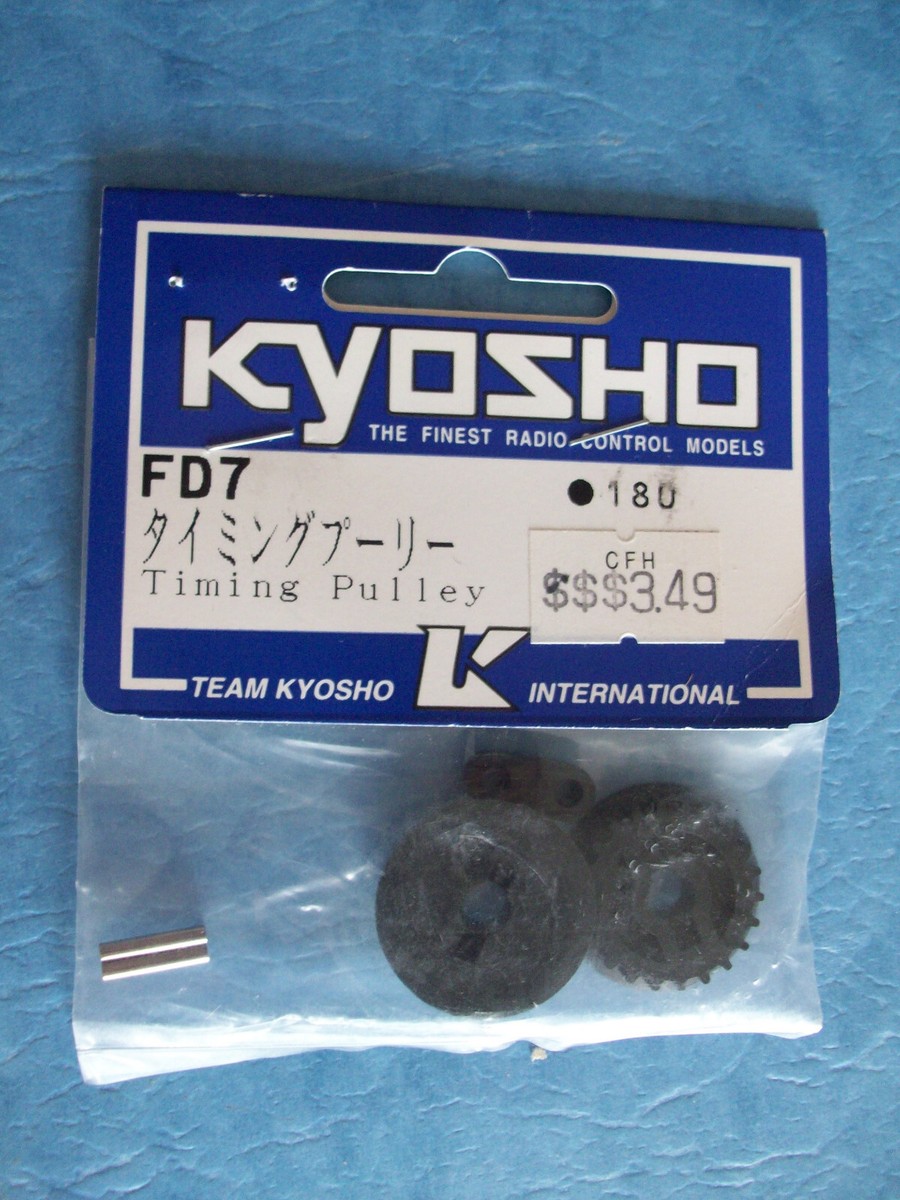 KYOSHO
THE FINEST RADIO CONTROL MODELS
FD7
●180
タイミングプーリー
Timing Pulley
CFH
$$$3.49
TEAM KYOSHO K INTERNATIONAL